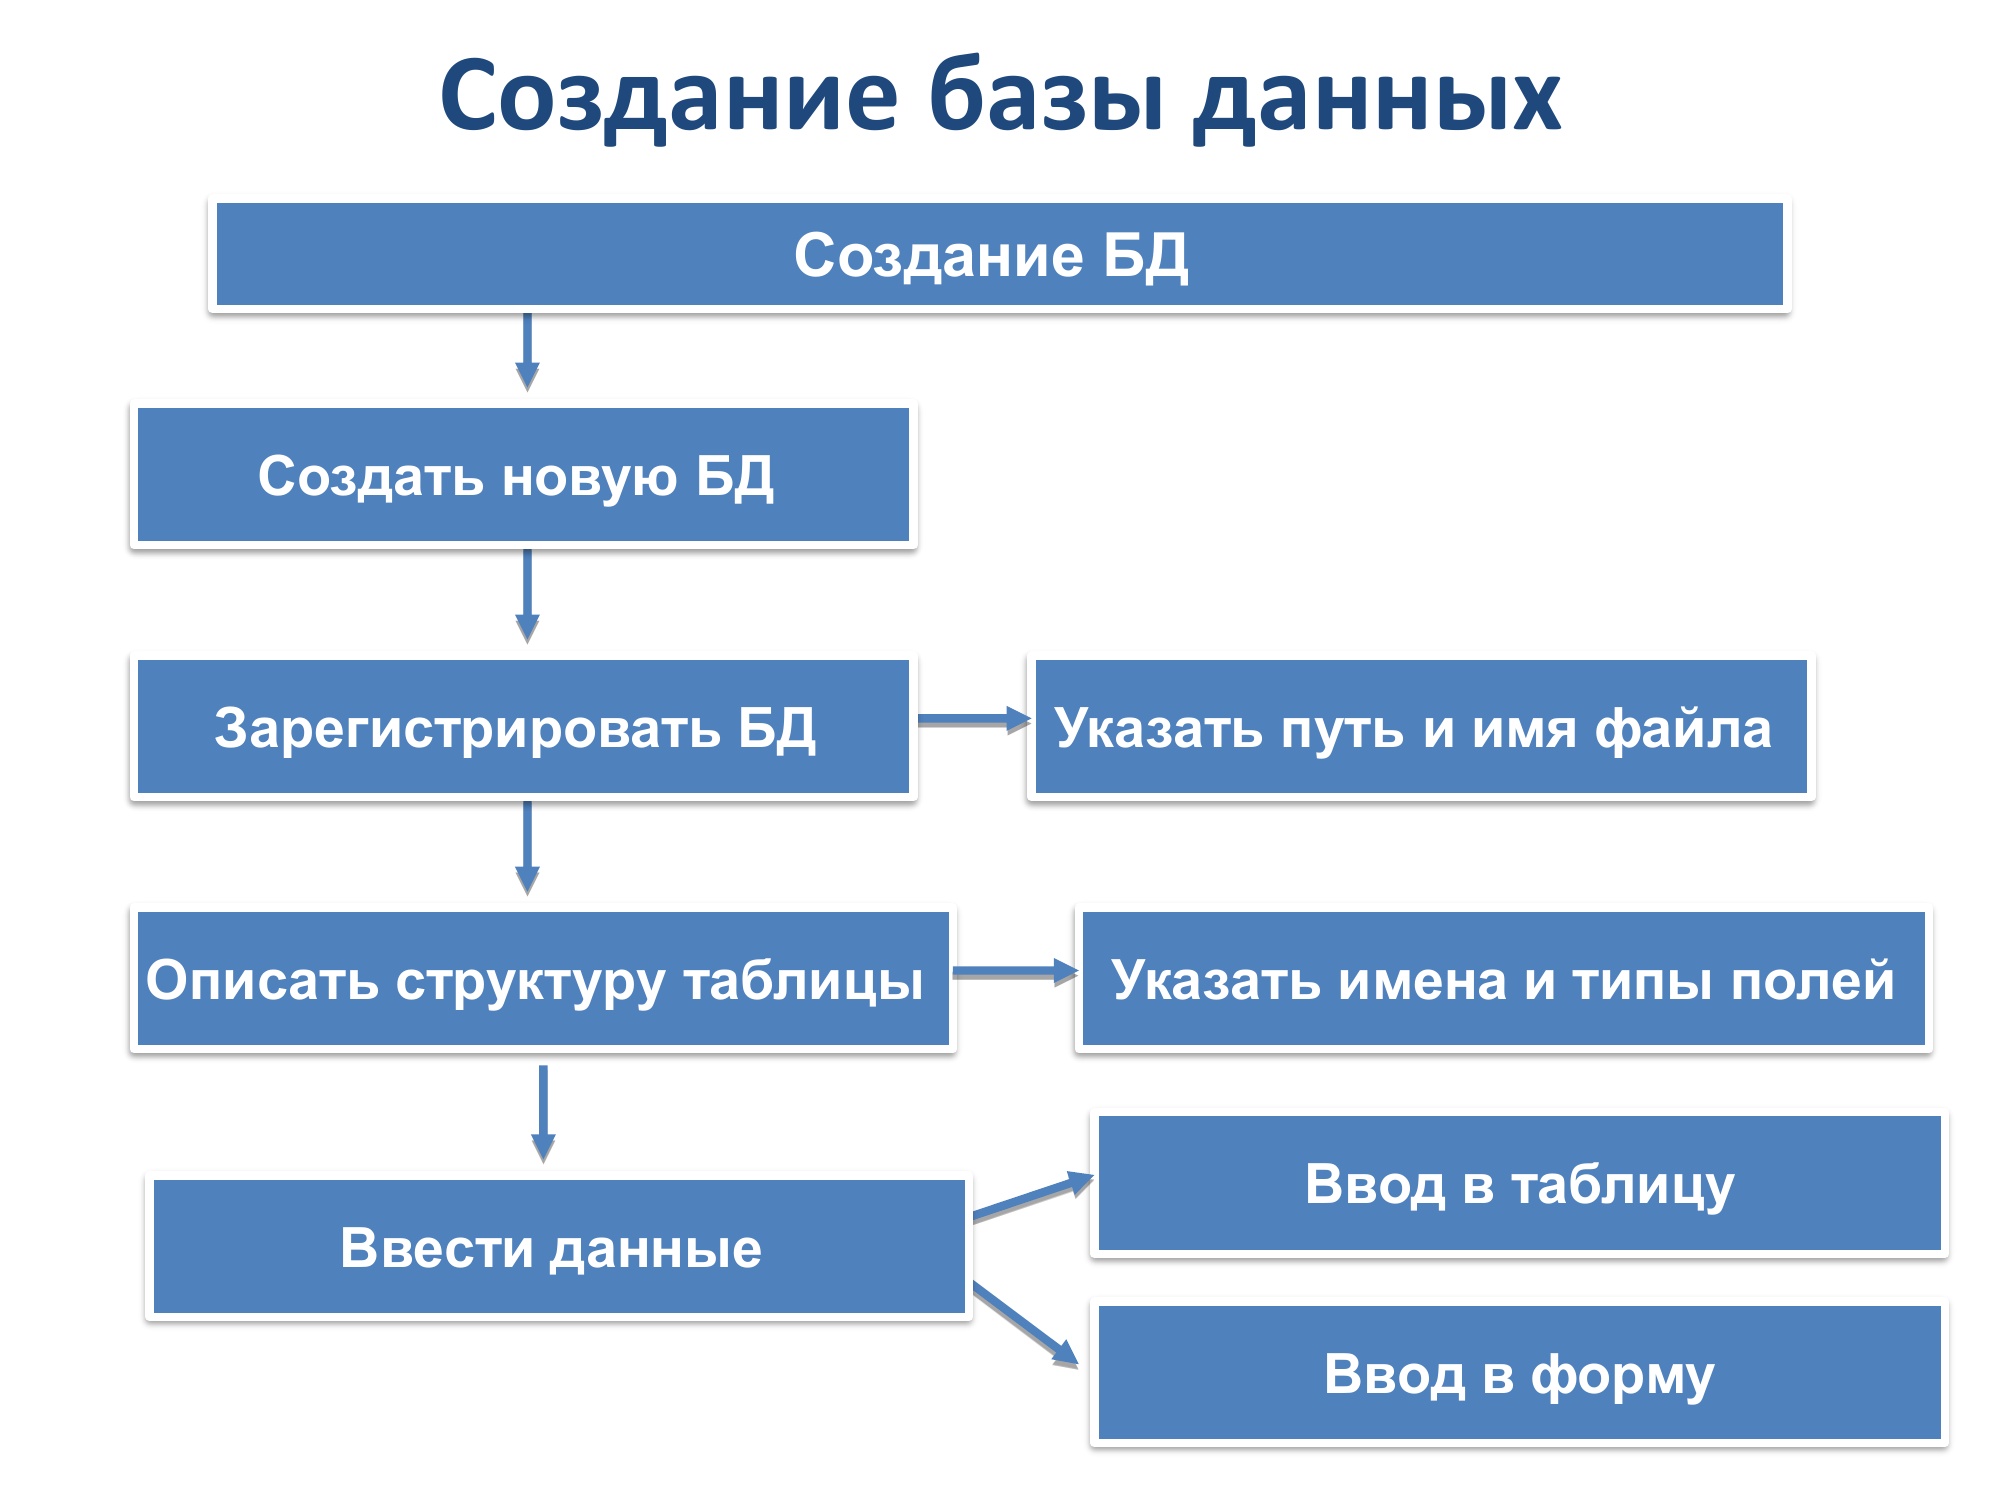 Создание базы данных
Создание БД
Создать новую БД
Зарегистрировать БД
Указать путь и имя файла
Описать структуру таблицы
Указать имена и типы полей
Ввести данные
Ввод в таблицу
Ввод в форму